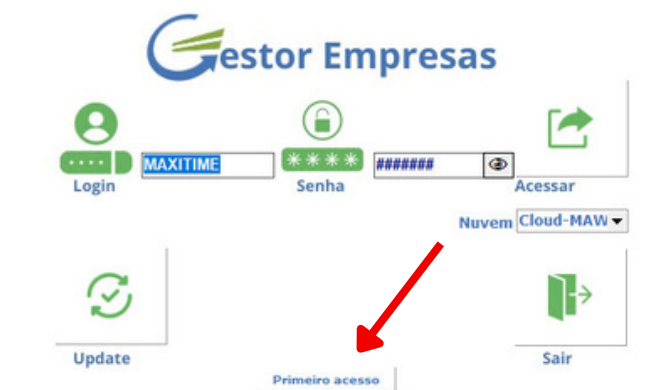 Gestor Empresas
MAXITIME
* * * *
#######
Login
Senha
Acessar
Nuvem
Cloud-MAW
Update
Sair
Primeiro acesso